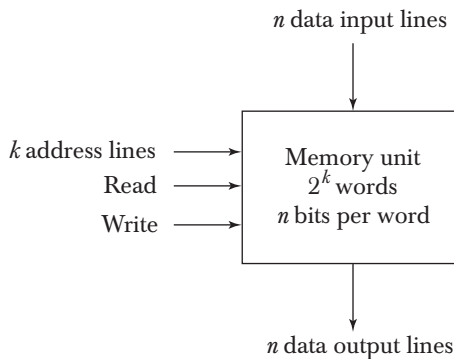 n data input lines
k address lines
Read
Write
Memory unit
2^k words
n bits per word
n data output lines